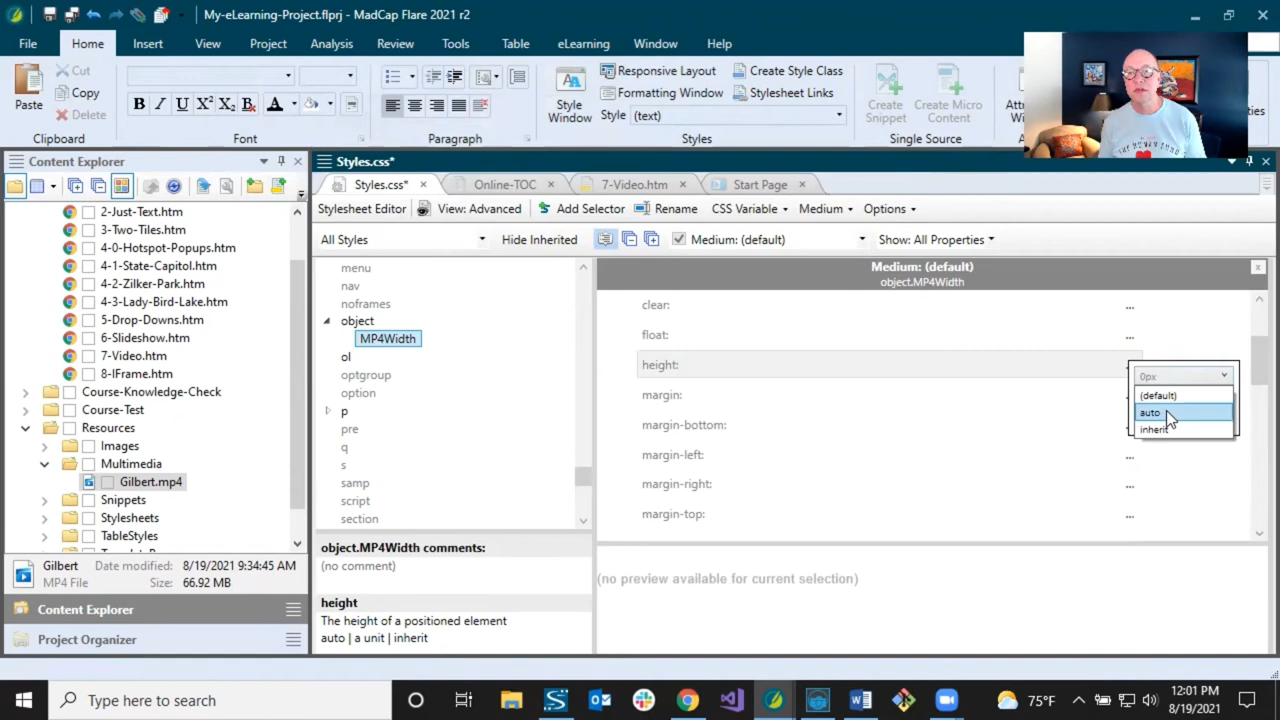 My-eLearning-Project.flprj - MadCap Flare 2021 r2
File Home Insert View Project Analysis Review Tools Table eLearning Window Help
Paste
Cut
Copy
Delete
Clipboard
B I U X² X₂ B A
Font
Paragraph
Style Window
Responsive Layout
Create Style Class
Formatting Window
Stylesheet Links
Style (text)
Styles
Create Snippet
Create Micro Content
Single Source
Content Explorer
2-Just-Text.htm
3-Two-Tiles.htm
4-0-Hotspot-Popups.htm
4-1-State-Capitol.htm
4-2-Zilker-Park.htm
4-3-Lady-Bird-Lake.htm
5-Drop-Downs.htm
6-Slideshow.htm
7-Video.htm
8-IFrame.htm
Course-Knowledge-Check
Course-Test
Resources
Images
Multimedia
Gilbert.mp4
Snippets
Stylesheets
TableStyles
Gilbert Date modified: 8/19/2021 9:34:45 AM
MP4 File Size: 66.92 MB
Content Explorer
Project Organizer
Styles.css*
Styles.css* Online-TOC 7-Video.htm Start Page
Stylesheet Editor View: Advanced Add Selector Rename CSS Variable Medium Options
All Styles Hide Inherited Medium: (default) Show: All Properties
menu
nav
noframes
object
MP4Width
ol
optgroup
option
p
pre
q
s
samp
script
section
object.MP4Width comments:
(no comment)
height
The height of a positioned element
auto | a unit | inherit
Medium: (default)
object.MP4Width
clear: ...
float: ...
height:
margin:
margin-bottom:
margin-left: ...
margin-right: ...
margin-top: ...
0px
(default)
auto
inherit
(no preview available for current selection)
Type here to search
75°F
12:01 PM
8/19/2021